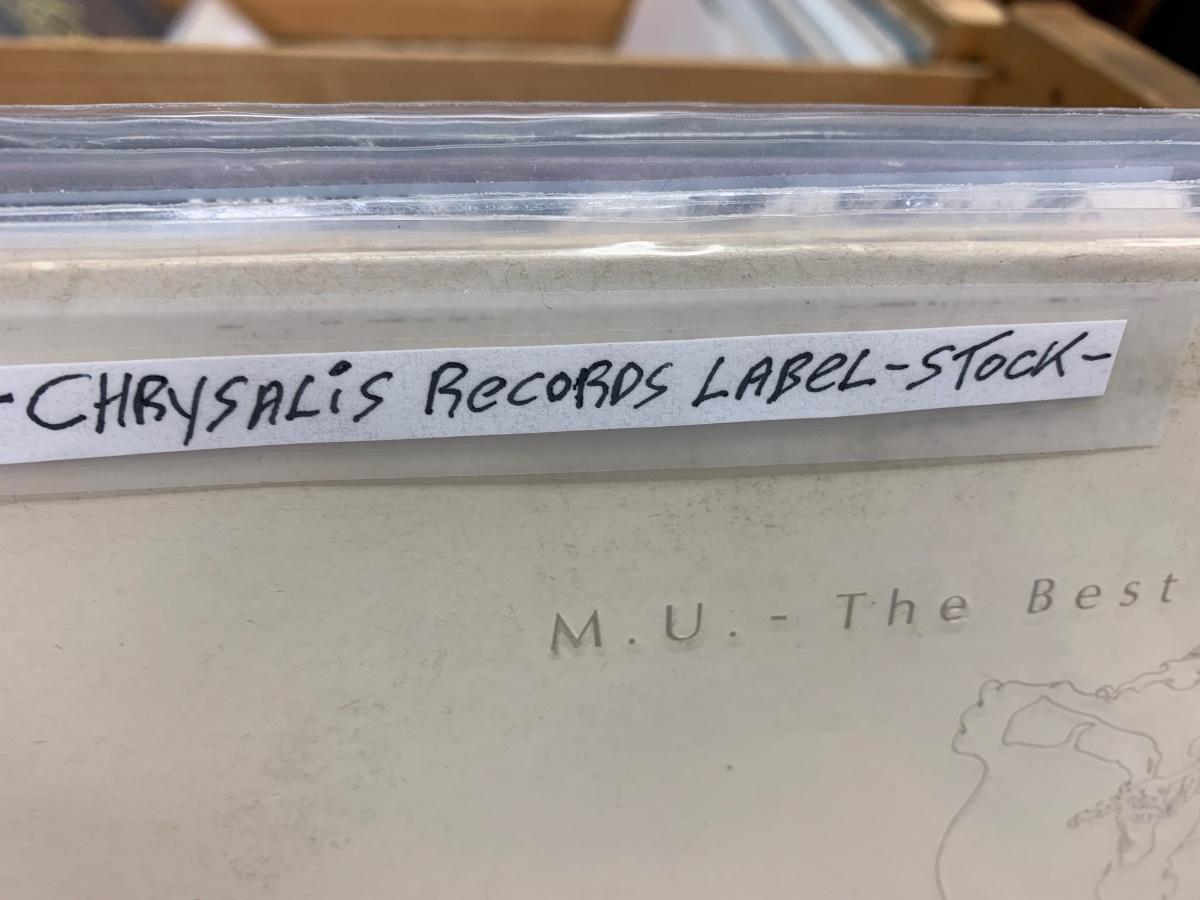 -CHRYSALiS ReCORDS LABeL-STOCK-
M.U.-The Best